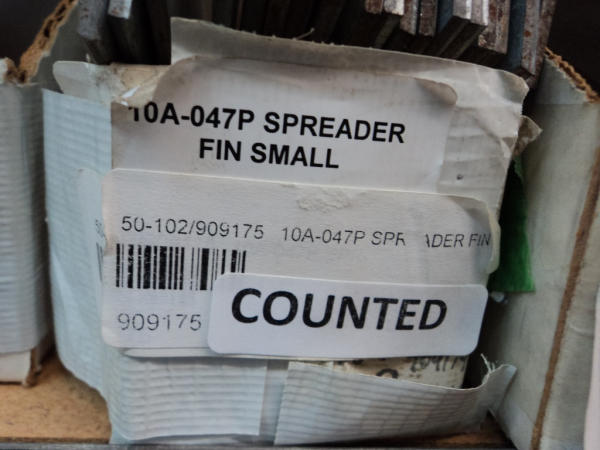 10A-047P SPREADER
FIN SMALL
50-102/909175 10A-047P SPR ADER FIN
909175
COUNTED